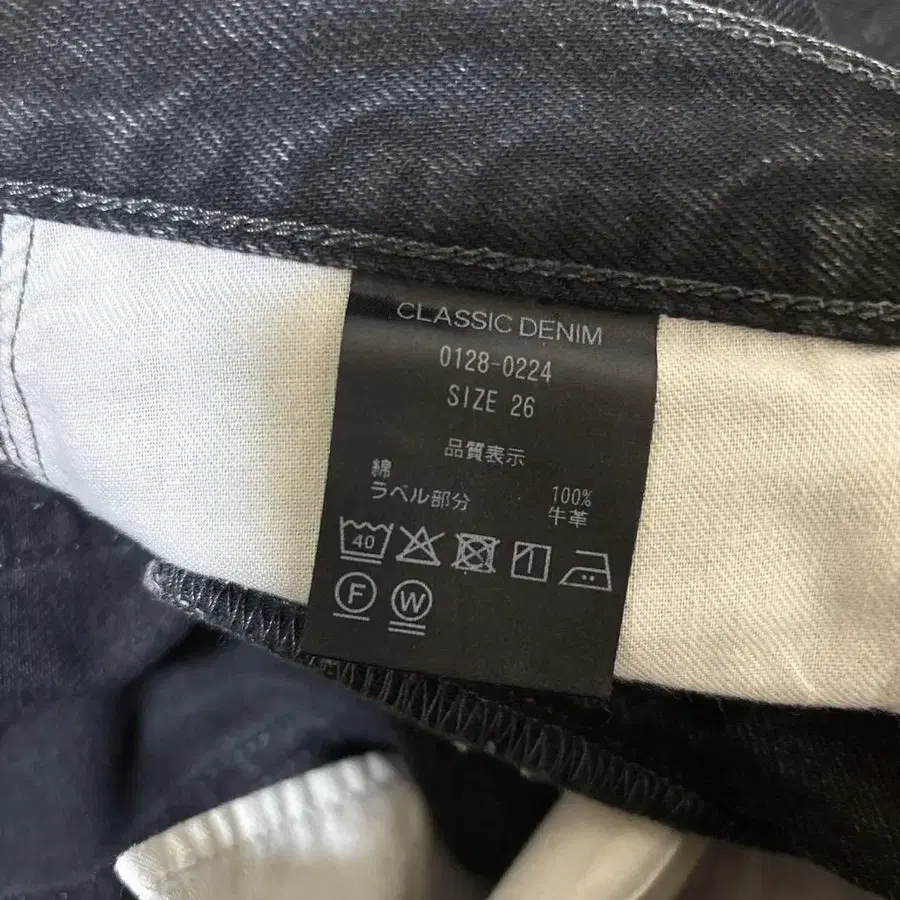 CLASSIC DENIM
0128-0224
SIZE 26
品質表示
綿 100%
ラベル部分 牛革
40
F W